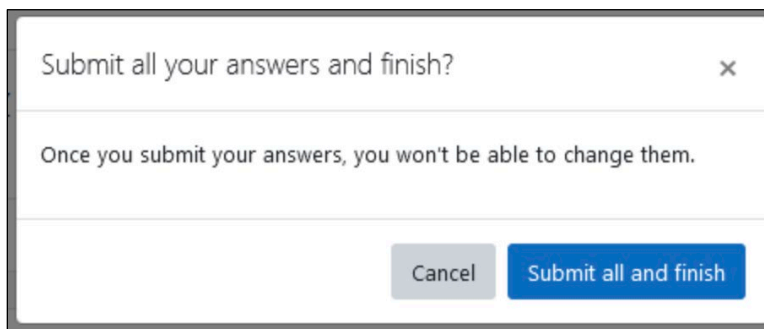 Submit all your answers and finish?
×
Once you submit your answers, you won't be able to change them.
Cancel
Submit all and finish